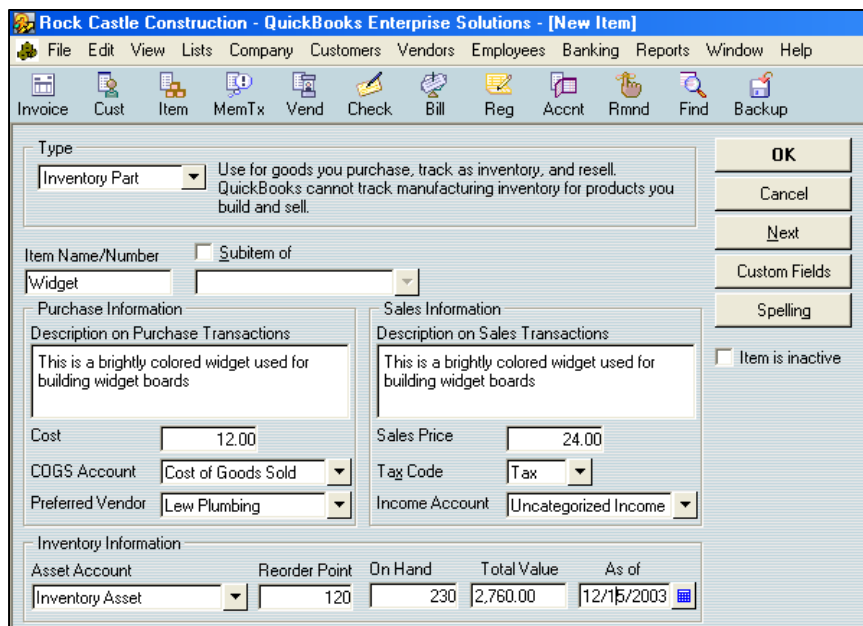 Rock Castle Construction - QuickBooks Enterprise Solutions - [New Item]
File Edit View Lists Company Customers Vendors Employees Banking Reports Window Help
Invoice Cust Item MemTx Vend Check Bill Reg Accnt Rmnd Find Backup
Type
Inventory Part
Use for goods you purchase, track as inventory, and resell.
QuickBooks cannot track manufacturing inventory for products you
build and sell.
OK
Cancel
Next
Custom Fields
Spelling
Item is inactive
Item Name/Number
Subitem of
Widget
Purchase Information
Description on Purchase Transactions
This is a brightly colored widget used for
building widget boards
Cost 12.00
COGS Account Cost of Goods Sold
Preferred Vendor Lew Plumbing
Sales Information
Description on Sales Transactions
This is a brightly colored widget used for
building widget boards
Sales Price 24.00
Tax Code Tax
Income Account Uncategorized Income
Inventory Information
Asset Account Reorder Point On Hand Total Value As of
Inventory Asset 120 230 2,760.00 12/15/2003